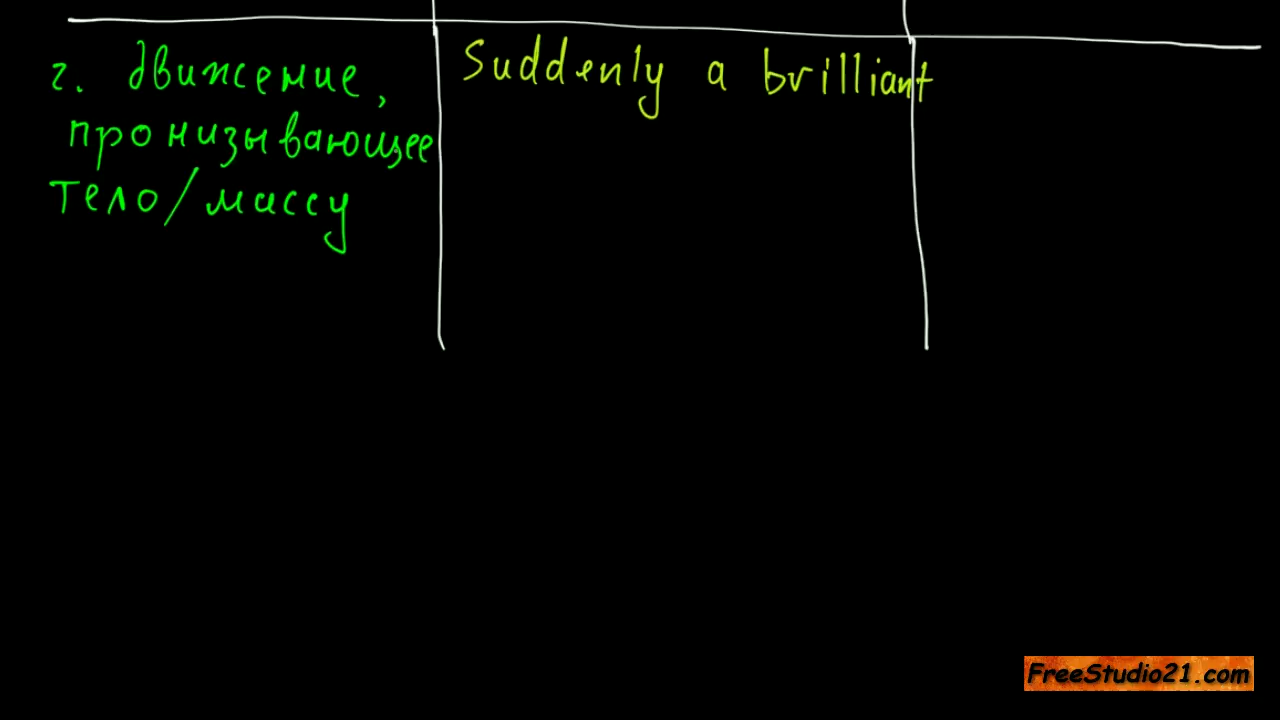 г. движение,
пронизывающее
тело/массу
Suddenly a brilliant
FreeStudio21.com